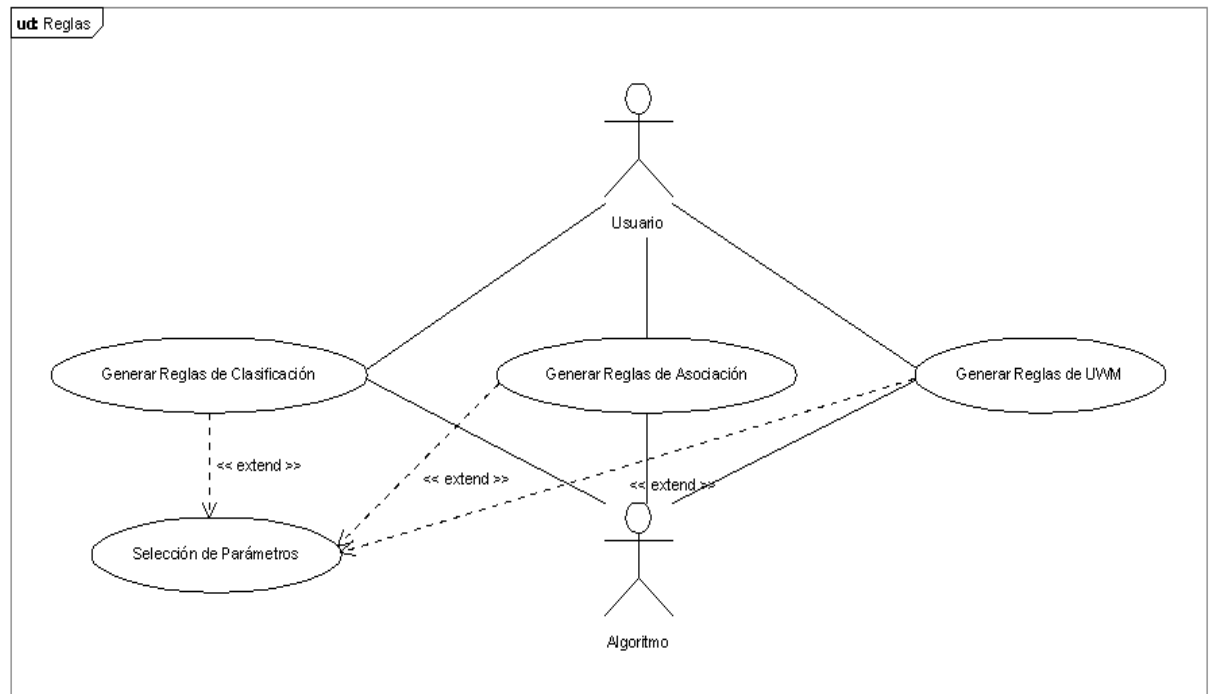 ud: Reglas
Usuario
Generar Reglas de Clasificación
Generar Reglas de Asociación
Generar Reglas de UWM
<< extend >>
<< extend >>
<< extend >>
Selección de Parámetros
Algoritmo